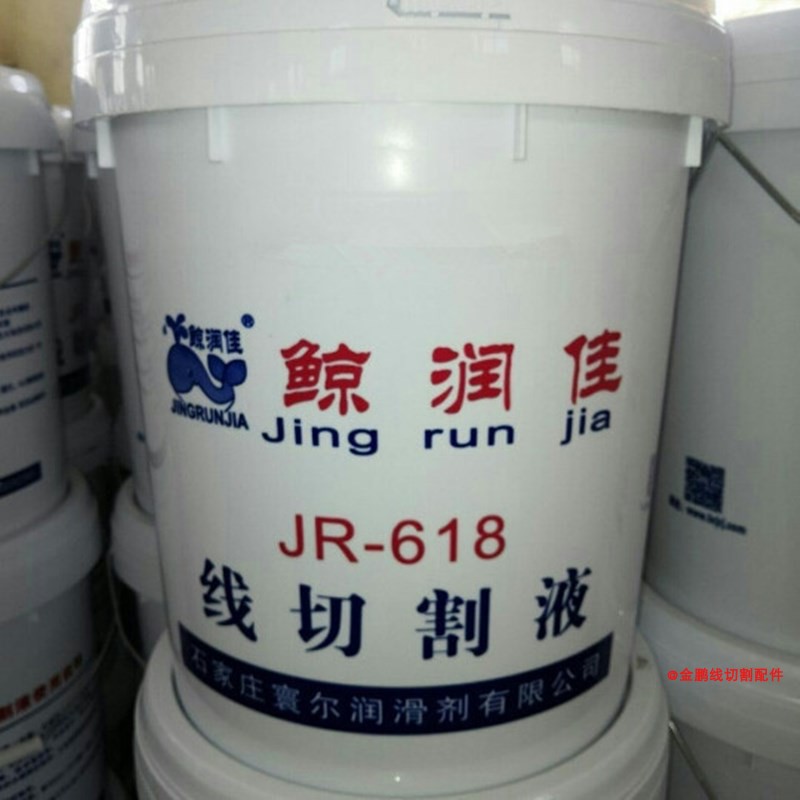 鲸润佳®
JINGRUNJIA
鲸润佳
Jing run jia
JR-618
线切割液
石家庄寰尔润滑剂有限公司
@金鹏线切割配件